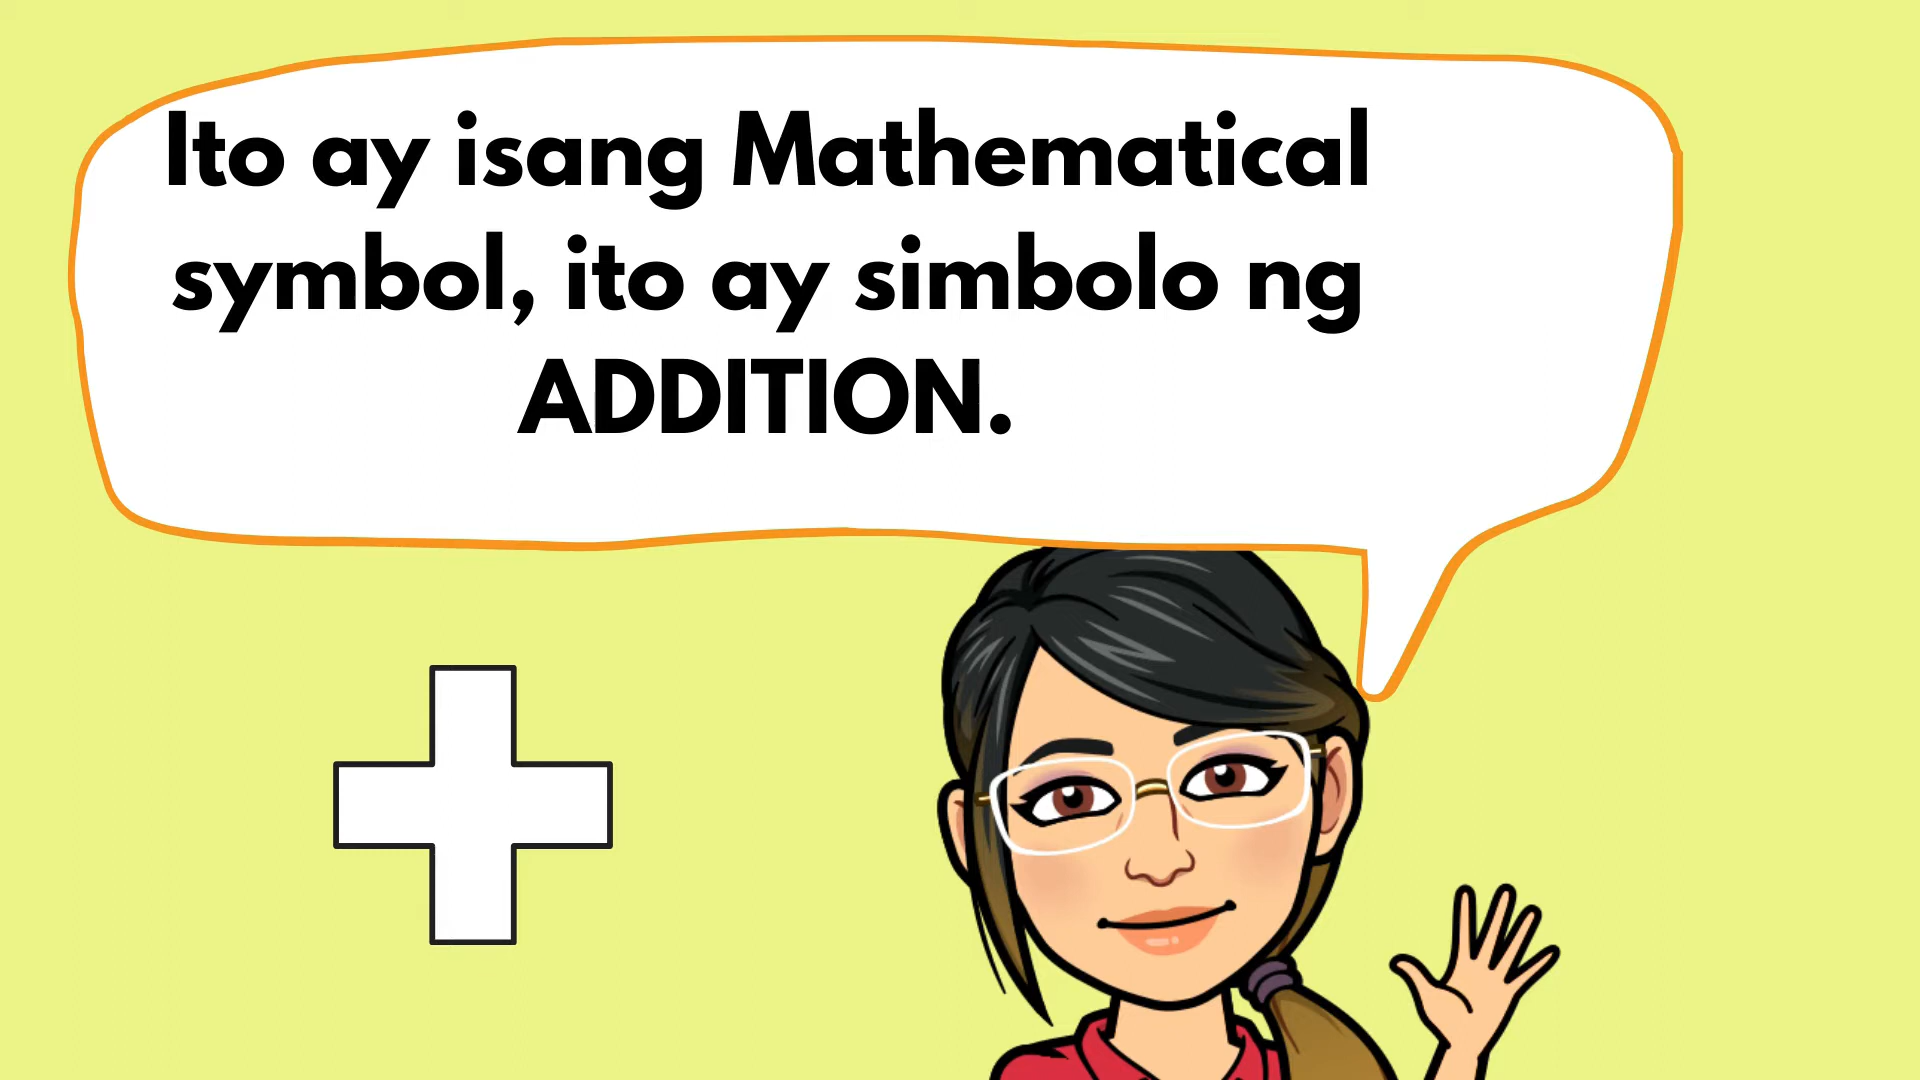 Ito ay isang Mathematical
symbol, ito ay simbolo ng
ADDITION.